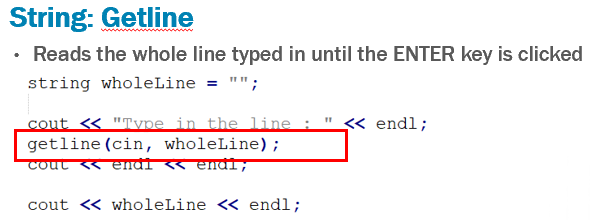 String: Getline
• Reads the whole line typed in until the ENTER key is clicked
string wholeLine = "";
cout << "Type in the line : " << endl;
getline(cin, wholeLine);
cout << endl << endl;
cout << wholeLine << endl;